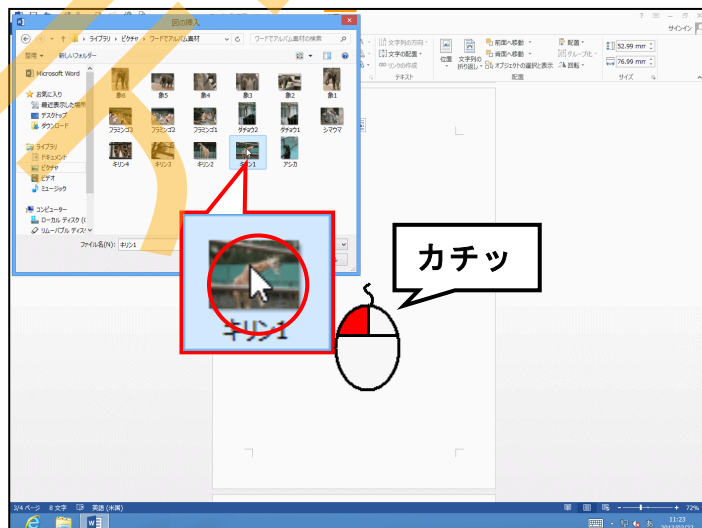 図の挿入
ライブラリ ▸ ピクチャ ▸ ワードでアルバム素材
ワードでアルバム素材の検索
整理 新しいフォルダー
Microsoft Word
お気に入り
最近表示した場所
デスクトップ
ダウンロード
ライブラリ
ドキュメント
ピクチャ
ビデオ
ミュージック
コンピューター
ローカル ディスク (C
リムーバブル ディス
象6 象5 象4 象3 象2 象1
フラミンゴ3 フラミンゴ2 フラミンゴ1 ダチョウ2 ダチョウ1 シマウマ
キリン4 キリン3 キリン2 キリン1 アシカ
ファイル名(N): キリン1
サインイン
文字列の方向
文字の配置
リンクの作成
テキスト
位置 文字列の折り返し
前面へ移動
背面へ移動
オブジェクトの選択と表示
配置
グループ化
回転
配置
52.99 mm
76.99 mm
サイズ
キリン1
カチッ
3/4 ページ 8 文字 英語 (米国)
72%
あ 11:23